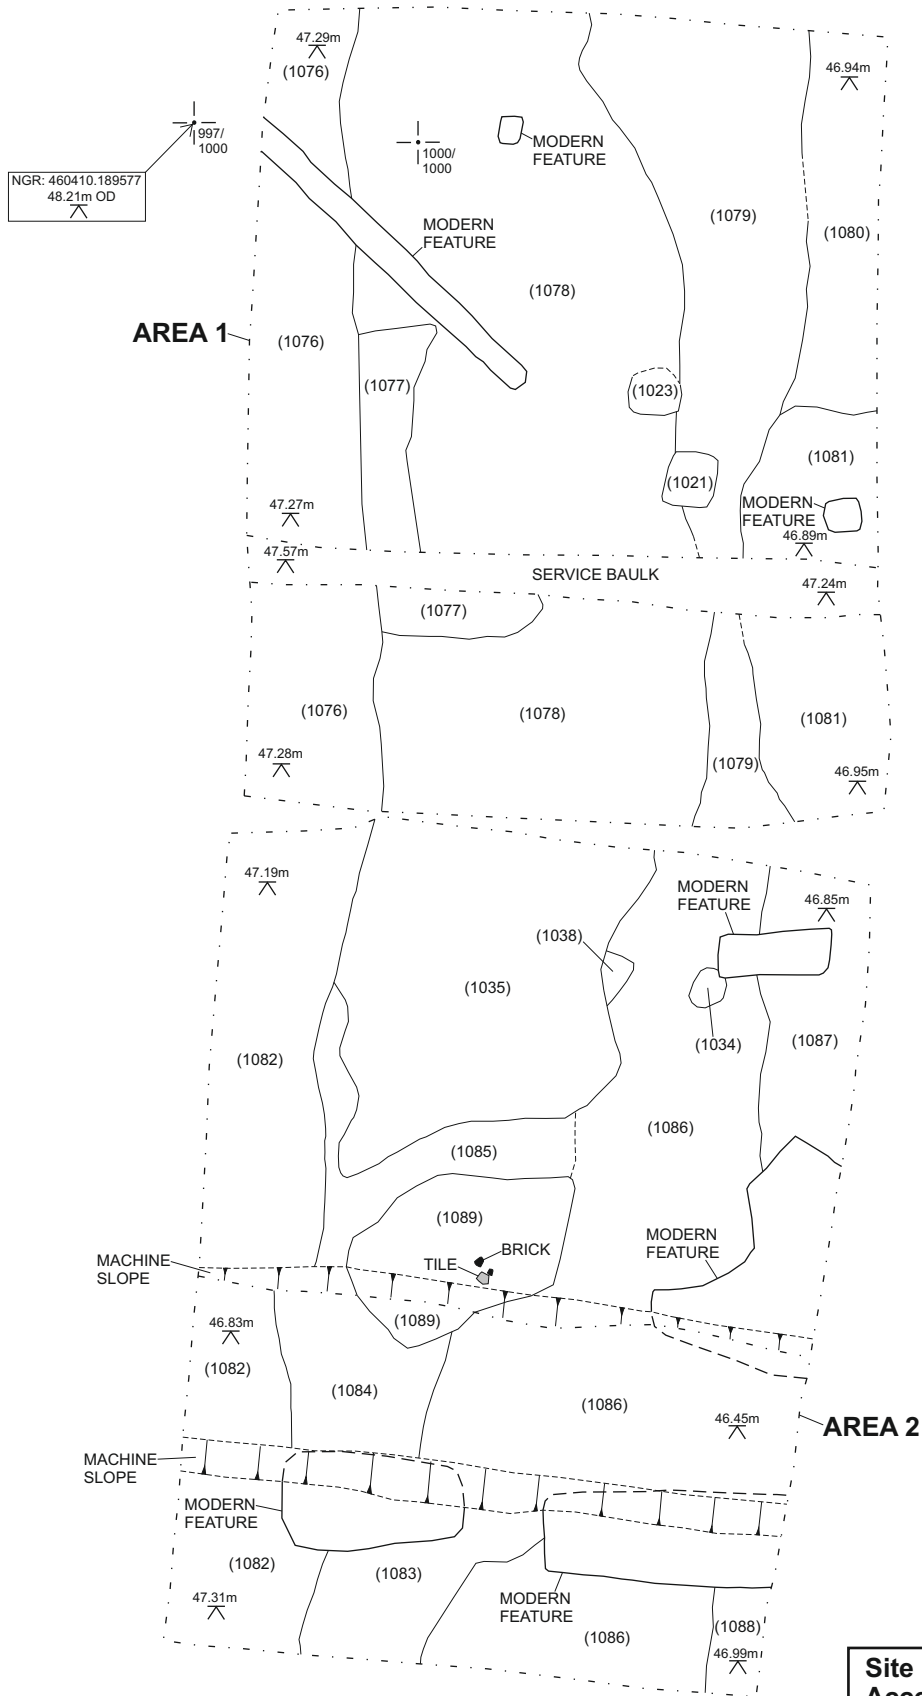 47.29m
(1076)
46.94m
997/
1000
1000/
1000
MODERN
FEATURE
NGR: 460410.189577
48.21m OD
MODERN
FEATURE
(1079)
(1080)
(1078)
AREA 1
(1076)
(1077)
(1023)
(1081)
(1021)
47.27m
MODERN
FEATURE
46.89m
47.57m
SERVICE BAULK
47.24m
(1077)
(1076)
(1078)
(1081)
47.28m
(1079)
46.95m
47.19m
MODERN
FEATURE
46.85m
(1038)
(1035)
(1034)
(1087)
(1082)
(1086)
(1085)
(1089)
MODERN
FEATURE
BRICK
TILE
MACHINE
SLOPE
(1089)
46.83m
(1082)
(1084)
(1086)
46.45m
AREA 2
MACHINE
SLOPE
MODERN
FEATURE
(1082)
(1083)
47.31m
MODERN
FEATURE
(1086)
(1088)
46.99m
Site